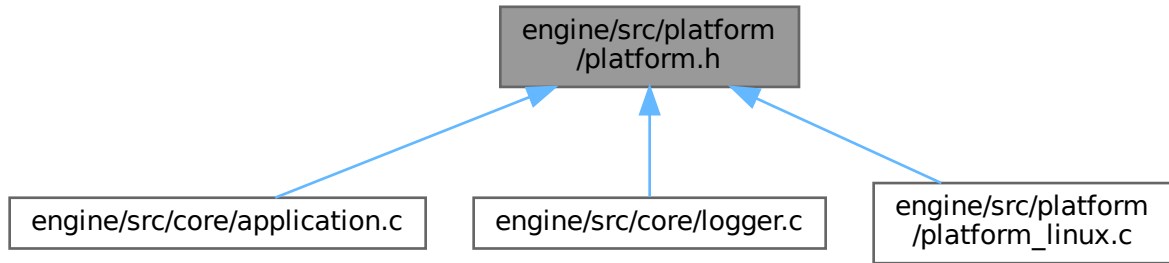 engine/src/platform
/platform.h
engine/src/core/application.c
engine/src/core/logger.c
engine/src/platform
/platform_linux.c